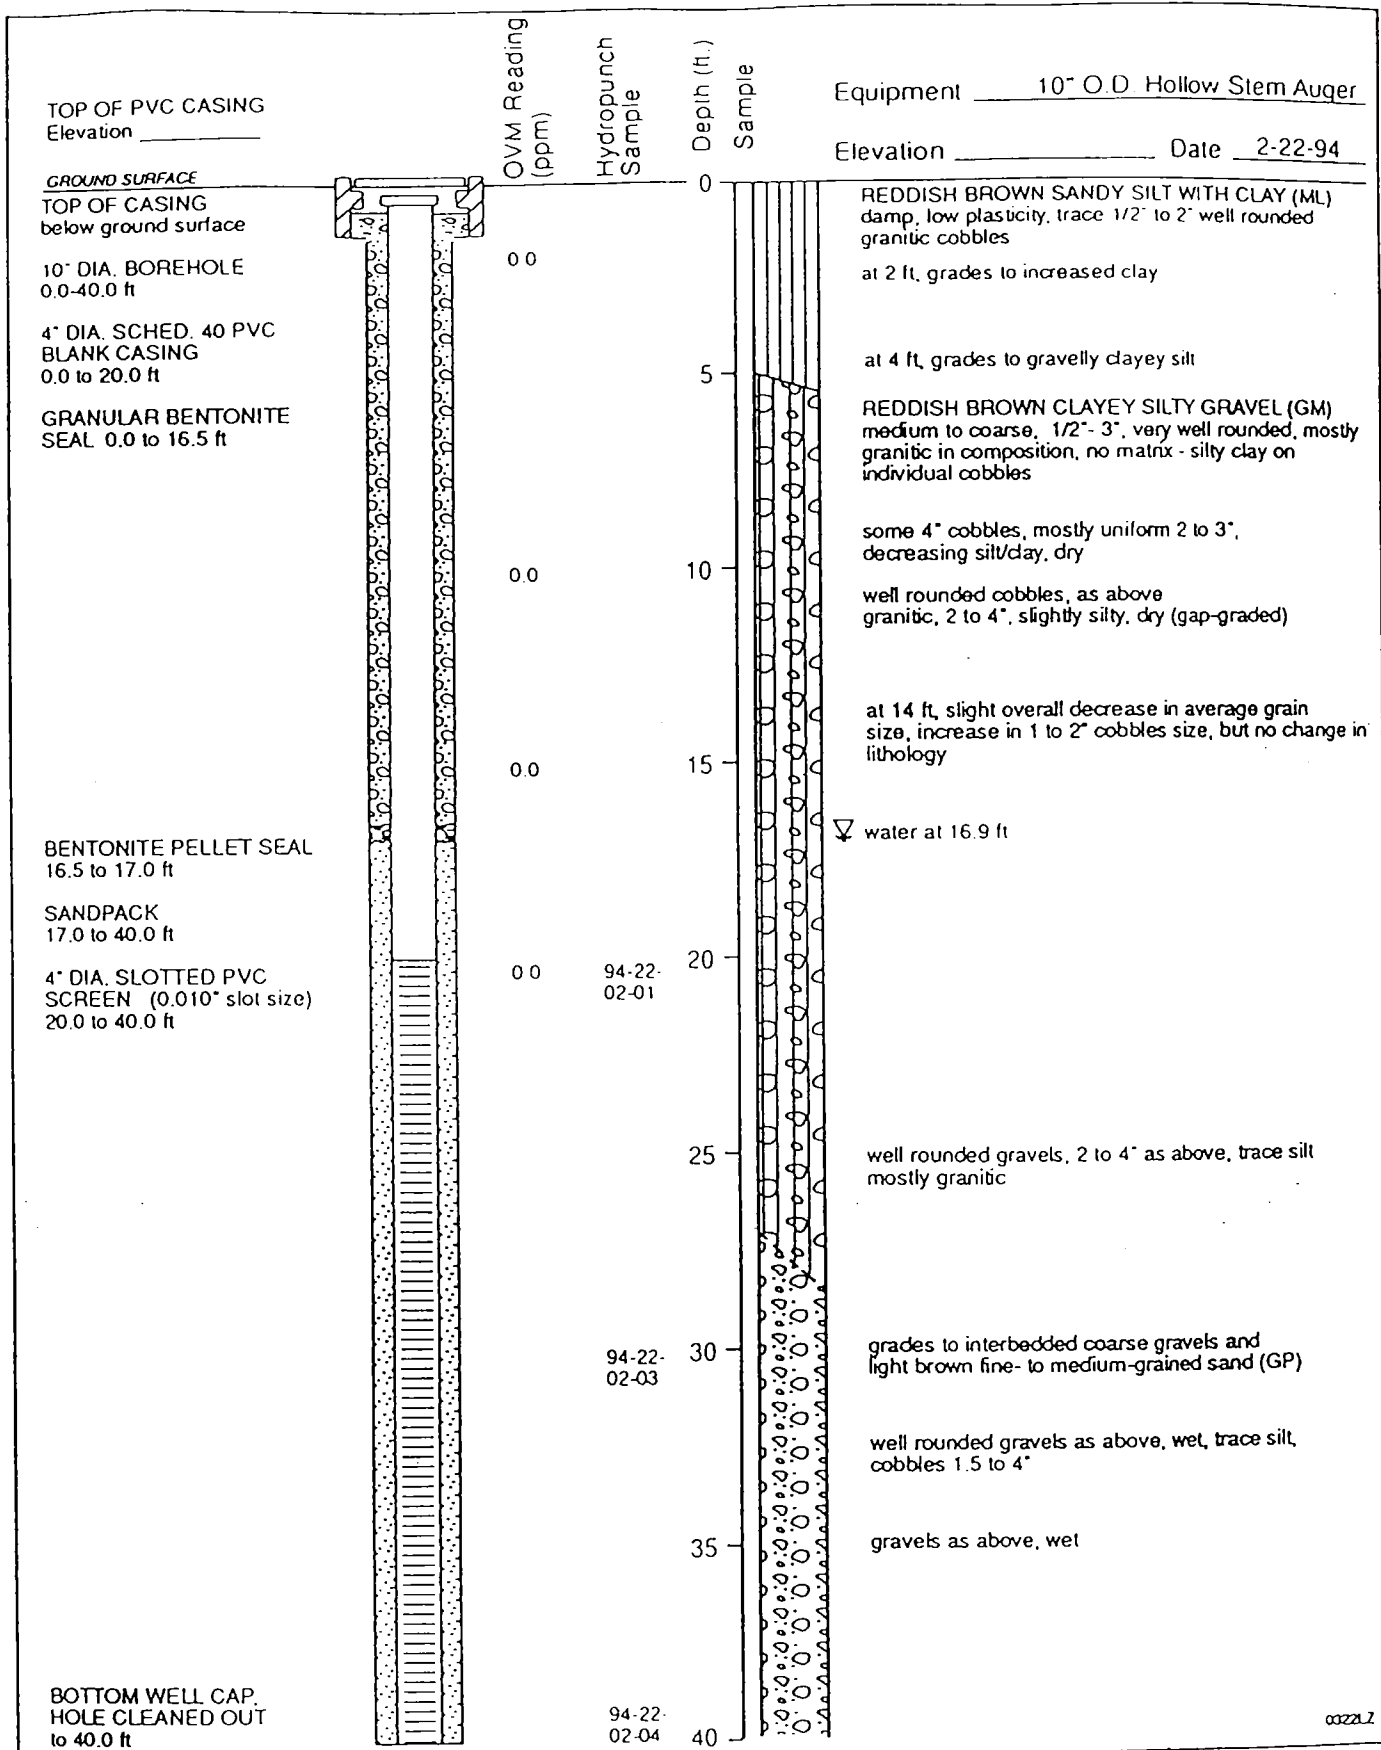 TOP OF PVC CASING
Elevation
OVM Reading
(ppm)
Hydropunch
Sample
Depth (ft.)
Sample
Equipment 10" O.D. Hollow Stem Auger
Elevation Date 2-22-94
GROUND SURFACE
TOP OF CASING
below ground surface
10" DIA. BOREHOLE
0.0-40.0 ft
4" DIA. SCHED. 40 PVC
BLANK CASING
0.0 to 20.0 ft
GRANULAR BENTONITE
SEAL 0.0 to 16.5 ft
BENTONITE PELLET SEAL
16.5 to 17.0 ft
SANDPACK
17.0 to 40.0 ft
4" DIA. SLOTTED PVC
SCREEN (0.010" slot size)
20.0 to 40.0 ft
BOTTOM WELL CAP.
HOLE CLEANED OUT
to 40.0 ft
0 0
0.0
0.0
0 0
94-22-
02-01
94-22-
02-03
94-22-
02-04
0
5
10
15
20
25
30
35
40
REDDISH BROWN SANDY SILT WITH CLAY (ML)
damp, low plasticity, trace 1/2" to 2" well rounded
granitic cobbles
at 2 ft, grades to increased clay
at 4 ft, grades to gravelly clayey silt
REDDISH BROWN CLAYEY SILTY GRAVEL (GM)
medium to coarse, 1/2"- 3", very well rounded, mostly
granitic in composition, no matrix - silty clay on
individual cobbles
some 4" cobbles, mostly uniform 2 to 3",
decreasing silt/clay, dry
well rounded cobbles, as above
granitic, 2 to 4", slightly silty, dry (gap-graded)
at 14 ft, slight overall decrease in average grain
size, increase in 1 to 2" cobbles size, but no change in
lithology
water at 16.9 ft
well rounded gravels, 2 to 4" as above, trace silt
mostly granitic
grades to interbedded coarse gravels and
light brown fine- to medium-grained sand (GP)
well rounded gravels as above, wet, trace silt,
cobbles 1.5 to 4"
gravels as above, wet